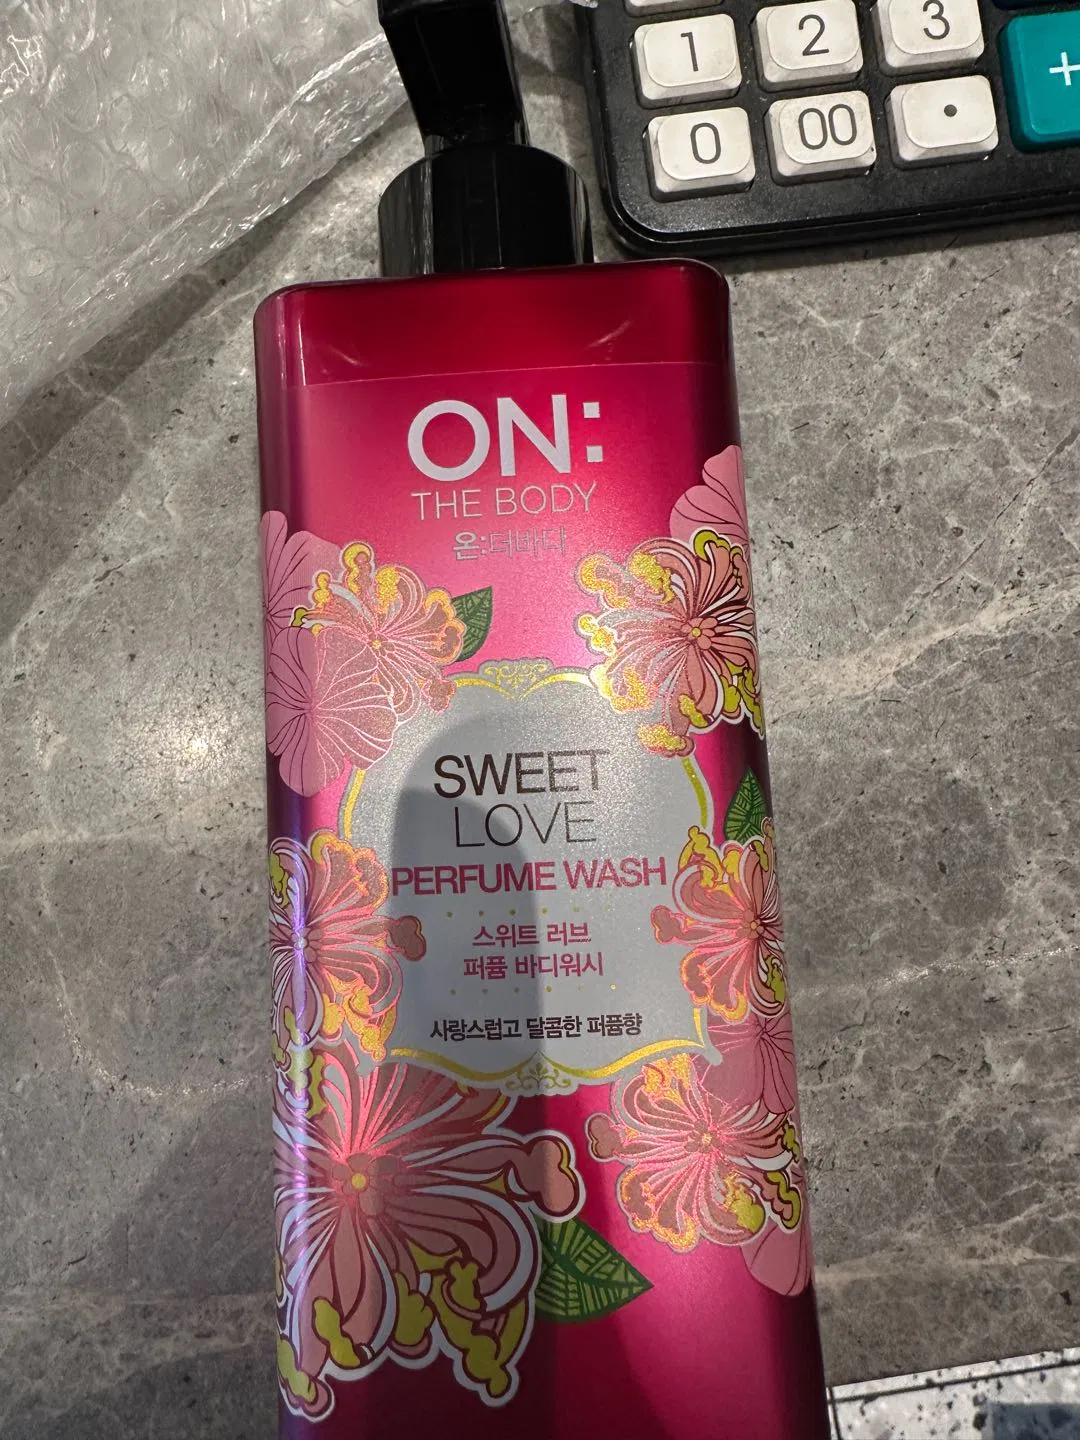 1 2 3
+
0 00 •
ON:
THE BODY
온:더바디
SWEET
LOVE
PERFUME WASH
스위트 러브
퍼퓸 바디워시
사랑스럽고 달콤한 퍼퓸향